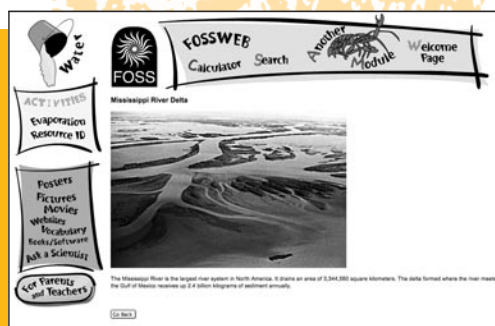 Water
FOSS
FOSSWEB
Calculator
Search
Another
Module
Welcome
Page
ACTIVITIES
Evaporation
Resource ID
Posters
Pictures
Movies
Websites
Vocabulary
Books/Software
Ask a Scientist
For Parents
and Teachers
Mississippi River Delta
The Mississippi River is the largest river system in North America. It drains an area of 3,344,560 square kilometers. The delta formed where the river meets
the Gulf of Mexico receives up 2.4 billion kilograms of sediment annually.
Go Back